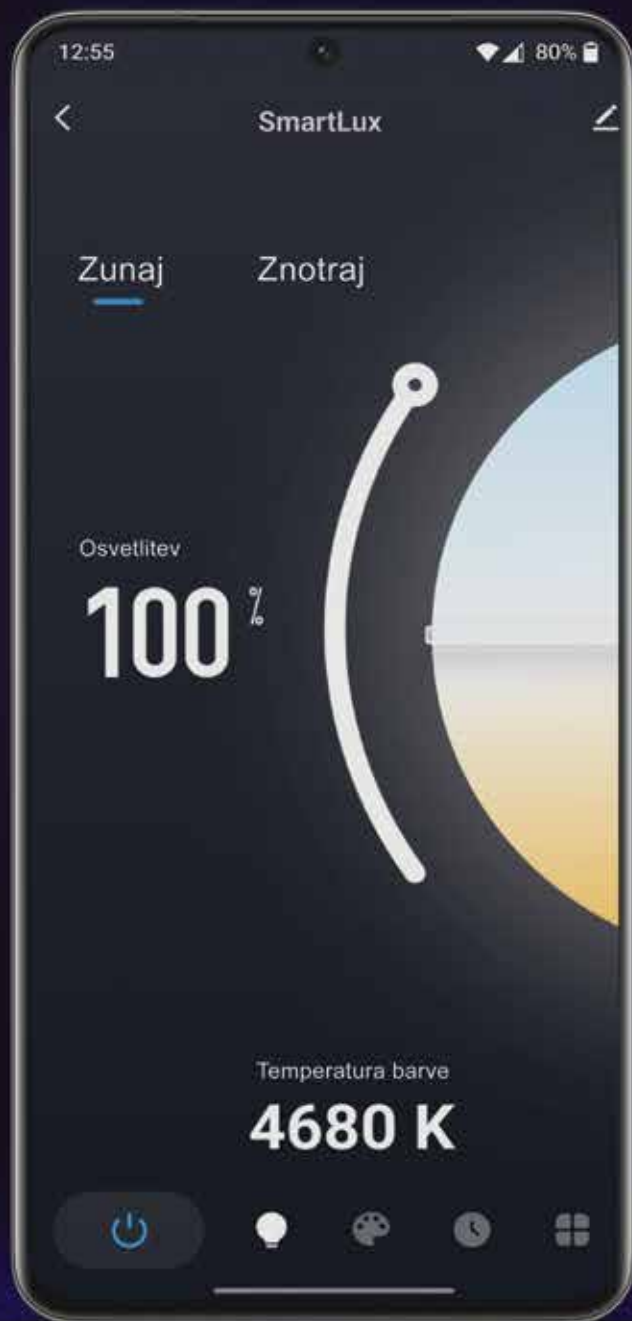 12:55
80%
SmartLux
Zunaj Znotraj
Osvetlitev
100 %
Temperatura barve
4680 K